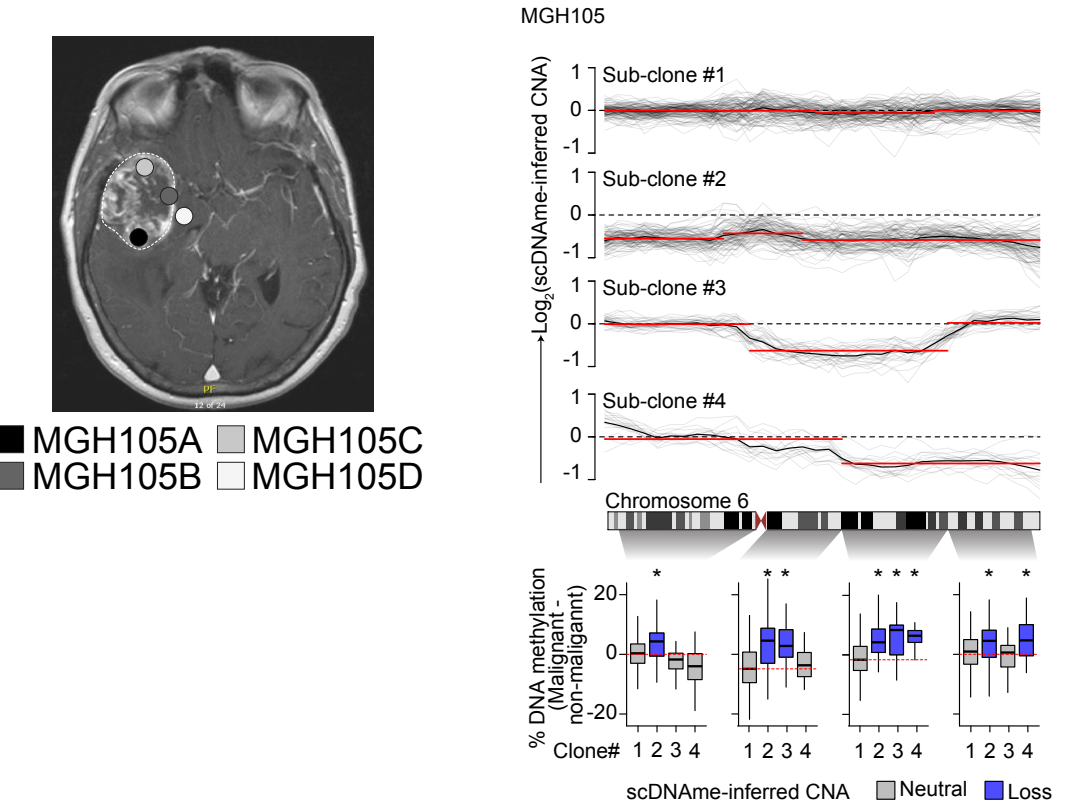 MGH105
Log2(scDNAme-inferred CNA)
1
0
-1
Sub-clone #1
1
0
-1
Sub-clone #2
1
0
-1
Sub-clone #3
1
0
-1
Sub-clone #4
PF
12 of 24
MGH105A
MGH105C
MGH105B
MGH105D
Chromosome 6
% DNA methylation
(Malignant -
non-maligannt)
20
0
-20
*
* *
* * *
* *
Clone# 1 2 3 4
1 2 3 4
1 2 3 4
1 2 3 4
scDNAme-inferred CNA Neutral Loss